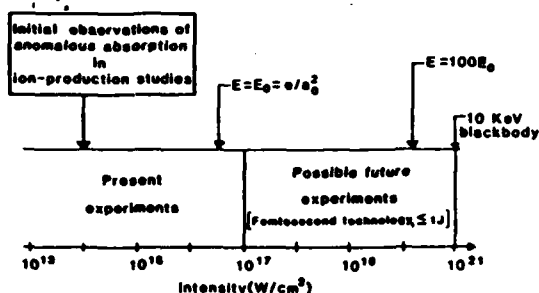 Initial observations of
anomalous absorption
in
ion-production studies
E=E₀=e/a₀²
E=100E₀
10 KeV
blackbody
Present
experiments
Possible future
experiments
[Femtosecond technology, ≤ 1J]
10¹³ 10¹⁵ 10¹⁷ 10¹⁹ 10²¹
Intensity(W/cm²)